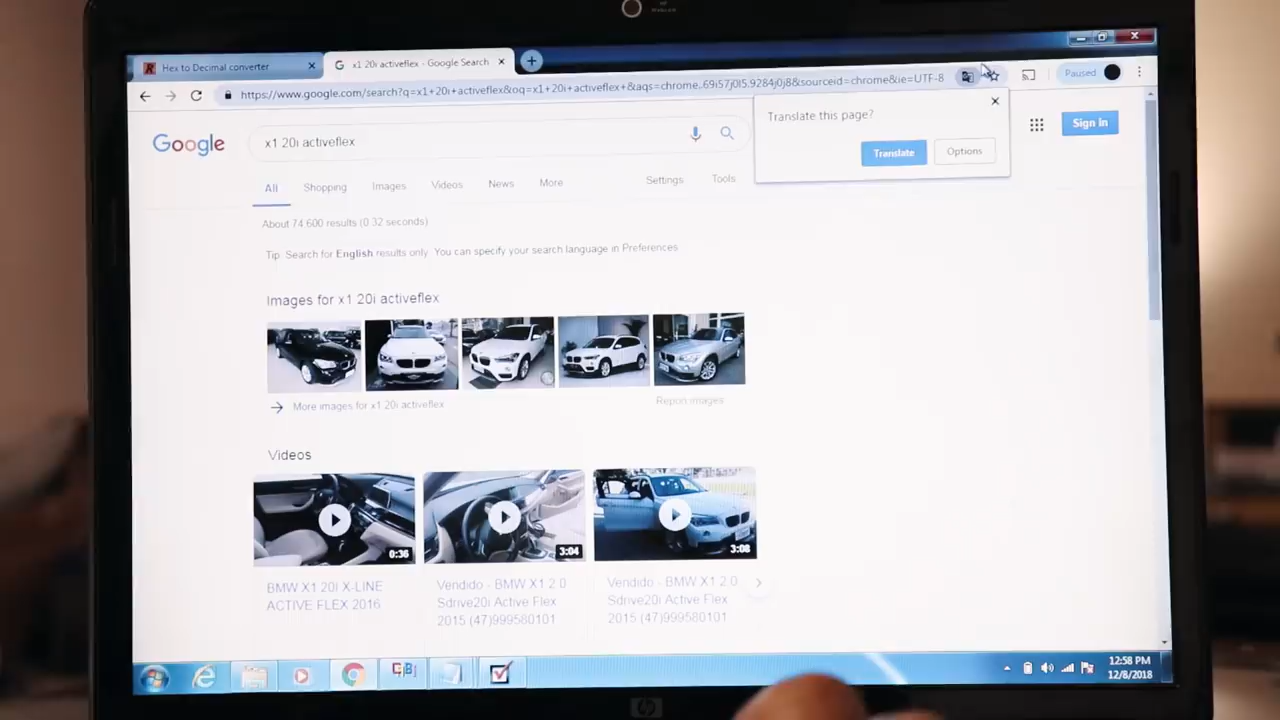 Hex to Decimal converter
x1 20i activeflex - Google Search
https://www.google.com/search?q=x1+20i+activeflex&oq=x1+20i+activeflex+&aqs=chrome..69i57j0l5.9284j0j8&sourceid=chrome&ie=UTF-8
Paused
Translate this page?
Translate
Options
Sign in
Google
x1 20i activeflex
All
Shopping
Images
Videos
News
More
Settings
Tools
About 74,600 results (0.32 seconds)
Tip: Search for English results only. You can specify your search language in Preferences
Images for x1 20i activeflex
More images for x1 20i activeflex
Report images
Videos
0:36
3:04
3:08
BMW X1 20I X-LINE
ACTIVE FLEX 2016
Vendido - BMW X1 2.0
Sdrive20i Active Flex
2015 (47)999580101
Vendido - BMW X1 2.0
Sdrive20i Active Flex
2015 (47)999580101
12:58 PM
12/8/2018
hp